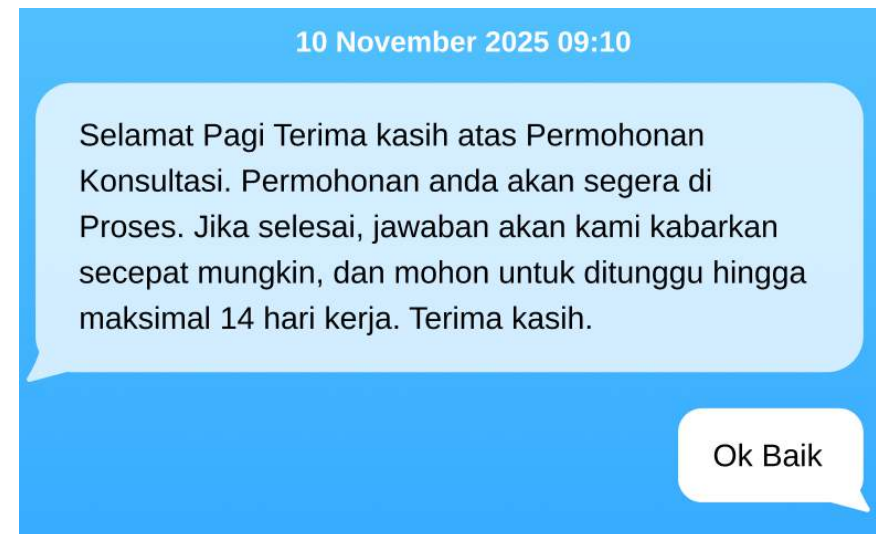 10 November 2025 09:10
Selamat Pagi Terima kasih atas Permohonan
Konsultasi. Permohonan anda akan segera di
Proses. Jika selesai, jawaban akan kami kabarkan
secepat mungkin, dan mohon untuk ditunggu hingga
maksimal 14 hari kerja. Terima kasih.
Ok Baik